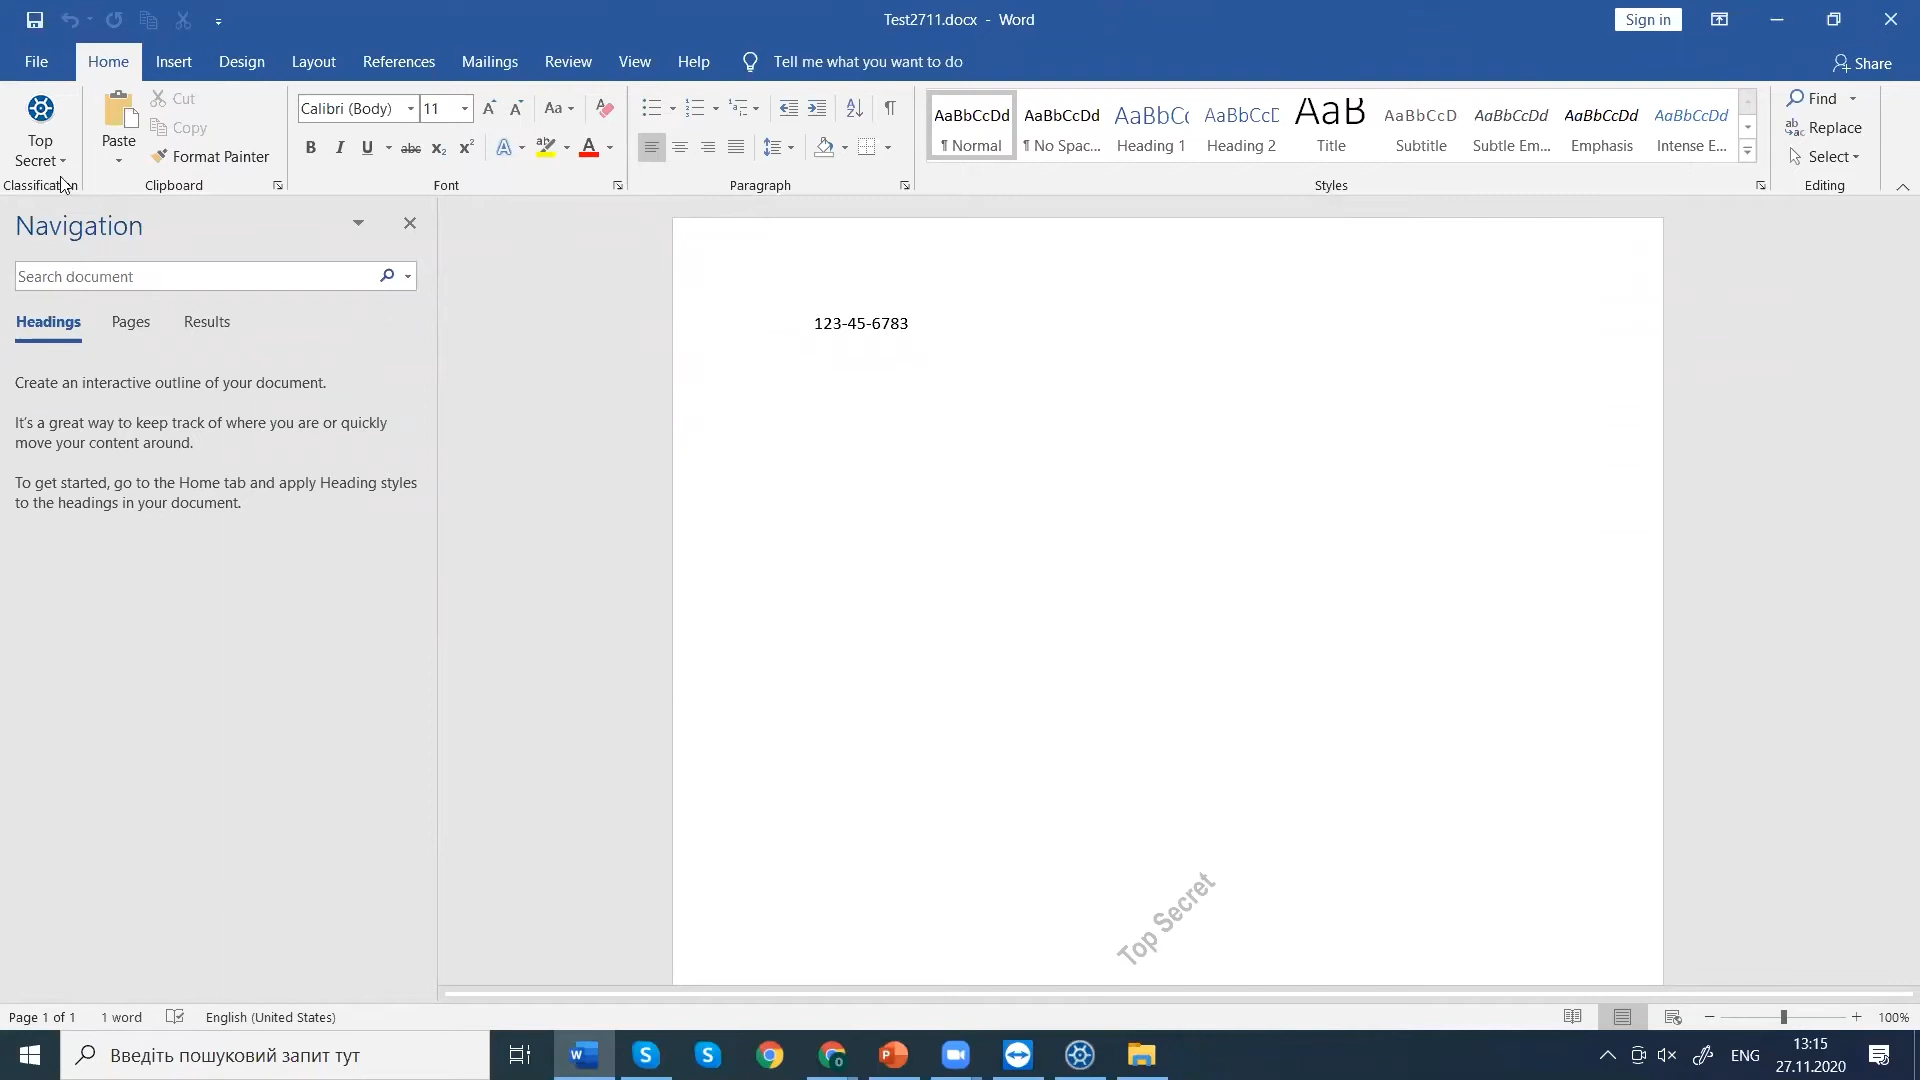 Test2711.docx - Word
Sign in
File
Home
Insert
Design
Layout
References
Mailings
Review
View
Help
Tell me what you want to do
Share
Top
Secret
Classification
Paste
Cut
Copy
Format Painter
Clipboard
Calibri (Body)
11
Aa
B
I
U
abc
X₂
X²
A
ab
A
Font
Paragraph
AaBbCcDd
¶ Normal
AaBbCcDd
¶ No Spac...
AaBbCc
Heading 1
AaBbCcD
Heading 2
AaB
Title
AaBbCcD
Subtitle
AaBbCcDd
Subtle Em...
AaBbCcDd
Emphasis
AaBbCcDd
Intense E...
Styles
Find
Replace
Select
Editing
Navigation
Search document
Headings
Pages
Results
Create an interactive outline of your document.
It's a great way to keep track of where you are or quickly
move your content around.
To get started, go to the Home tab and apply Heading styles
to the headings in your document.
123-45-6783
Top Secret
Page 1 of 1
1 word
English (United States)
100%
Введіть пошуковий запит тут
ENG
13:15
27.11.2020